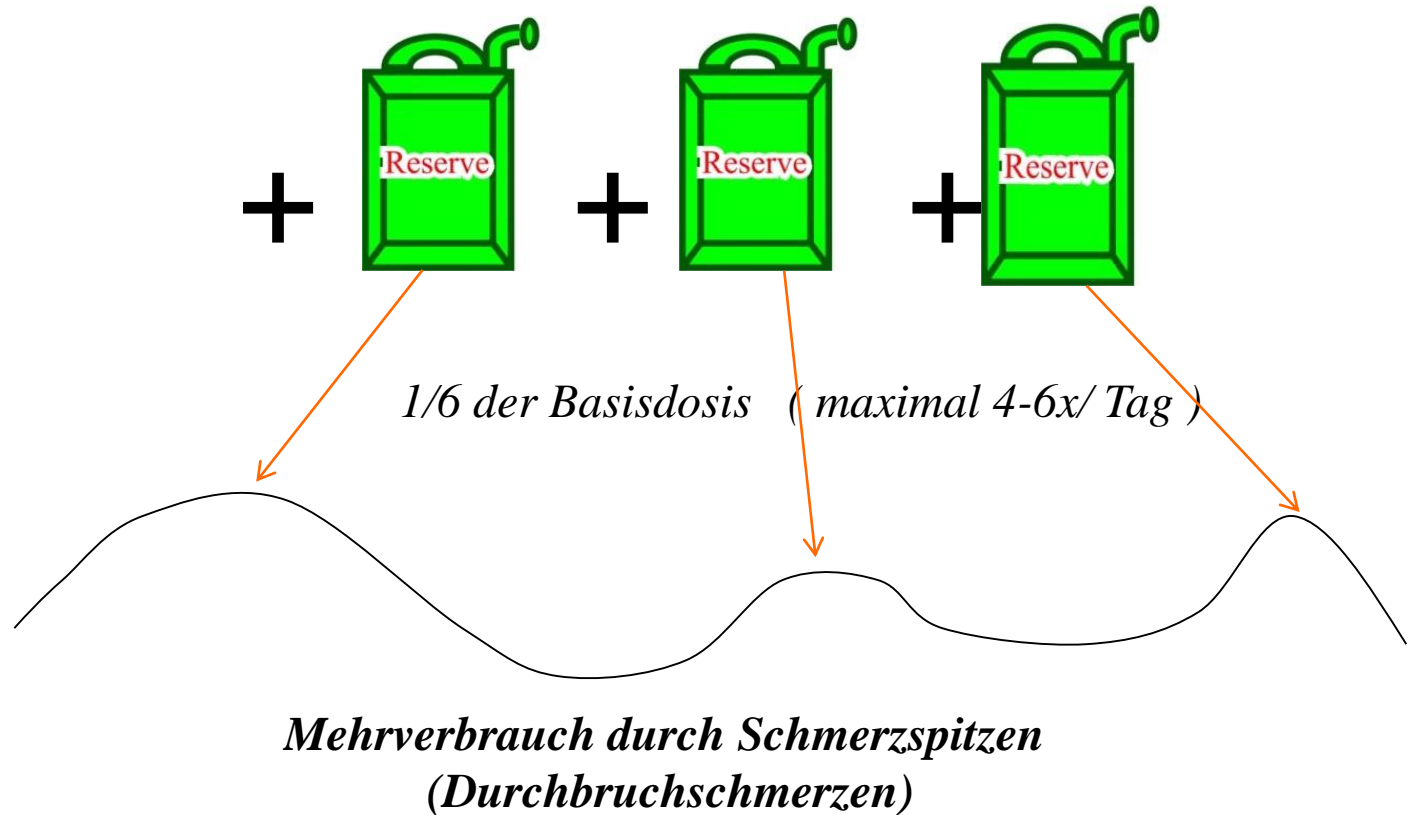 Reserve
Reserve
Reserve
+ + +
1/6 der Basisdosis ( maximal 4-6x/ Tag )
Mehrverbrauch durch Schmerzspitzen
(Durchbruchschmerzen)